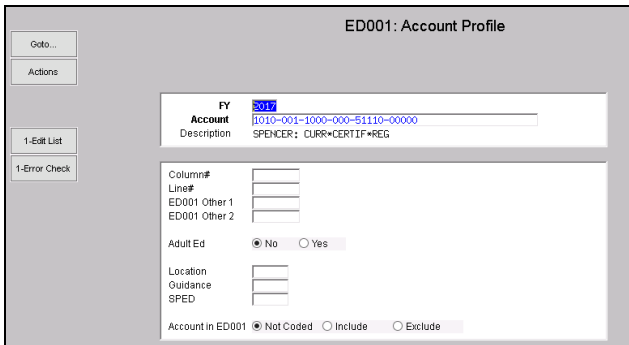 ED001: Account Profile
Goto...
Actions
1-Edit List
1-Error Check
FY 2017
Account 1010-001-1000-000-51110-00000
Description SPENCER: CURR*CERTIF*REG
Column#
Line#
ED001 Other 1
ED001 Other 2
Adult Ed No Yes
Location
Guidance
SPED
Account in ED001 Not Coded Include Exclude